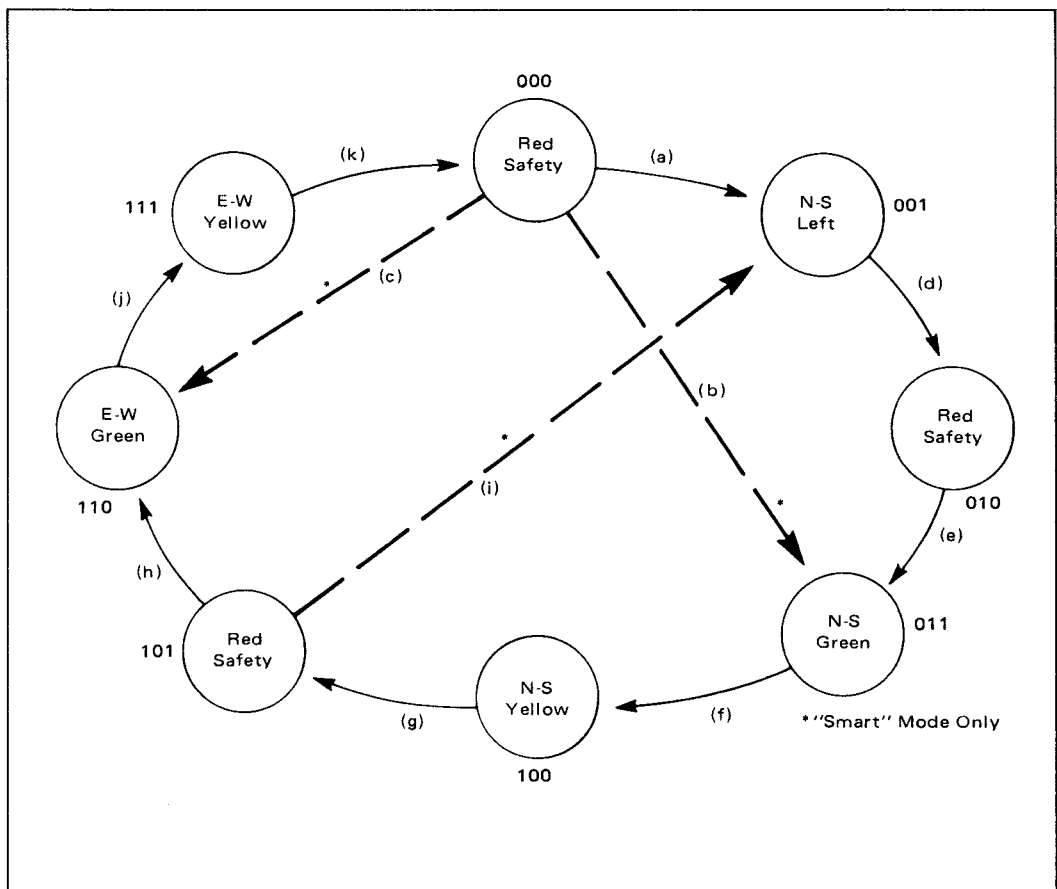 000
Red
Safety
(k)
(a)
E-W
Yellow
111
N-S
Left
001
*
(c)
(d)
(j)
(b)
E-W
Green
110
Red
Safety
010
*
(i)
*
(e)
(h)
N-S
Green
011
101
Red
Safety
N-S
Yellow
(g)
(f)
*"Smart" Mode Only
100